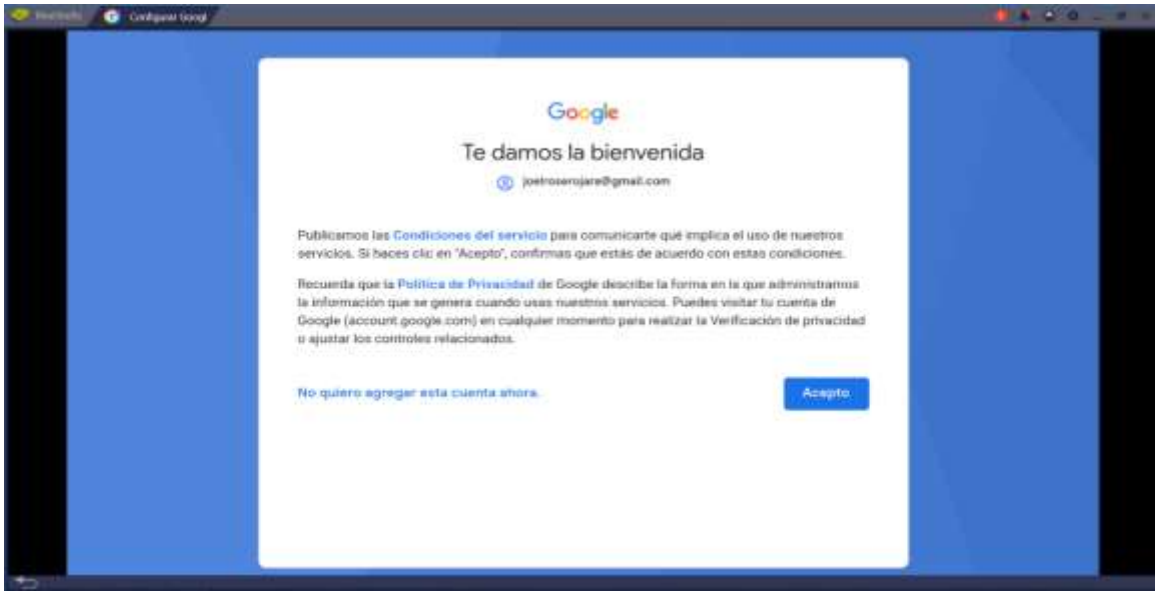 BlueStacks Configurar Googl
Google
Te damos la bienvenida
joelroserojare@gmail.com
Publicamos las Condiciones del servicio para comunicarte qué implica el uso de nuestros
servicios. Si haces clic en "Acepto", confirmas que estás de acuerdo con estas condiciones.
Recuerda que la Política de Privacidad de Google describe la forma en la que administramos
la información que se genera cuando usas nuestros servicios. Puedes visitar tu cuenta de
Google (account.google.com) en cualquier momento para realizar la Verificación de privacidad
o ajustar los controles relacionados.
No quiero agregar esta cuenta ahora. Acepto